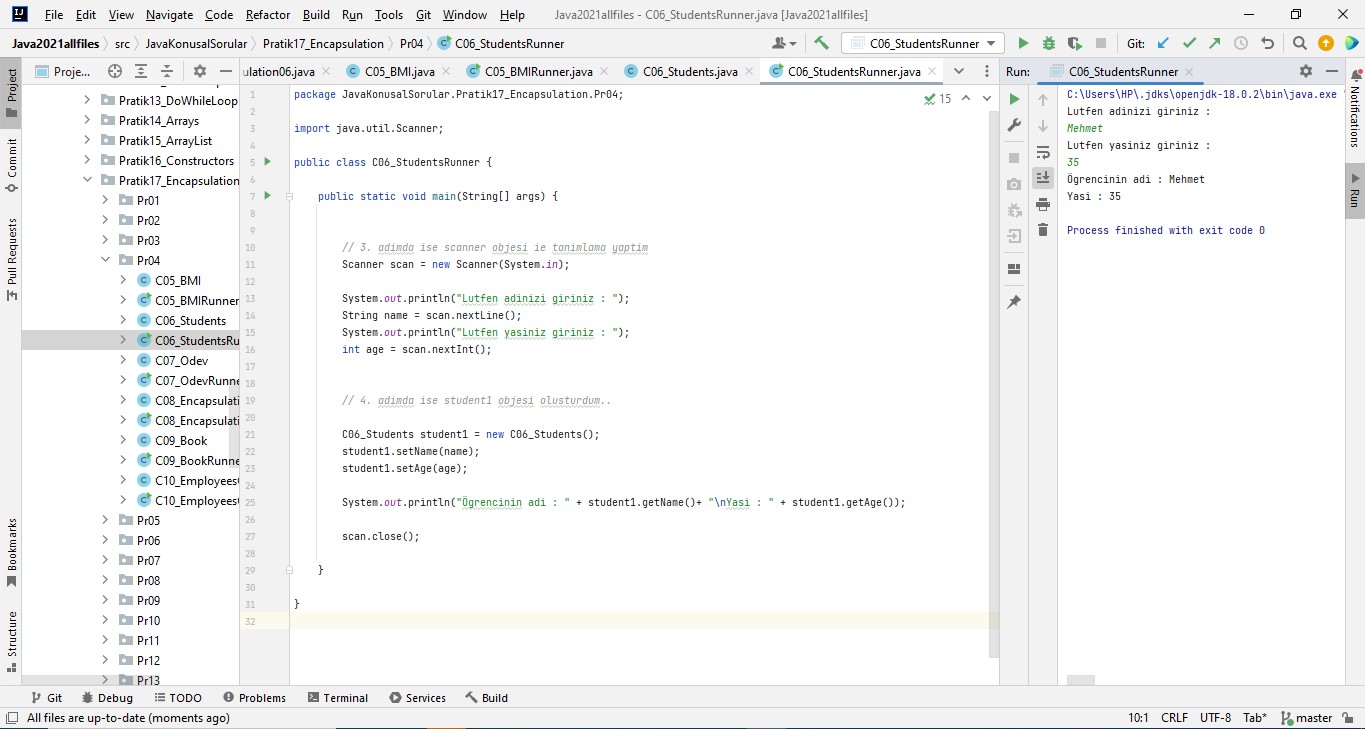 File Edit View Navigate Code Refactor Build Run Tools Git Window Help Java2021allfiles - C06_StudentsRunner.java [Java2021allfiles]
Java2021allfiles src JavaKonusalSorular Pratik17_Encapsulation Pr04 C06_StudentsRunner C06_StudentsRunner Git:
Proje... ulation06.java C05_BMI.java C05_BMIRunner.java C06_Students.java C06_StudentsRunner.java Run: C06_StudentsRunner
Project
Commit
Pull Requests
Bookmarks
Structure
Pratik13_DoWhileLoop
Pratik14_Arrays
Pratik15_ArrayList
Pratik16_Constructors
Pratik17_Encapsulation
Pr01
Pr02
Pr03
Pr04
C05_BMI
C05_BMIRunner
C06_Students
C06_StudentsRu
C07_Odev
C07_OdevRunne
C08_Encapsulati
C08_Encapsulati
C09_Book
C09_BookRunne
C10_Employees
C10_Employees
Pr05
Pr06
Pr07
Pr08
Pr09
Pr10
Pr11
Pr12
Pr13
15
1 package JavaKonusalSorular.Pratik17_Encapsulation.Pr04;
2
3 import java.util.Scanner;
4
5 public class C06_StudentsRunner {
6
7 public static void main(String[] args) {
8
9
10 // 3. adimda ise scanner objesi ie tanimlama yaptim
11 Scanner scan = new Scanner(System.in);
12
13 System.out.println("Lutfen adinizi giriniz : ");
14 String name = scan.nextLine();
15 System.out.println("Lutfen yasiniz giriniz : ");
16 int age = scan.nextInt();
17
18
19 // 4. adimda ise student1 objesi olusturdum..
20
21 C06_Students student1 = new C06_Students();
22 student1.setName(name);
23 student1.setAge(age);
24
25 System.out.println("Ögrencinin adi : " + student1.getName()+ "\nYasi : " + student1.getAge());
26
27 scan.close();
28
29 }
30
31 }
32
C:\Users\HP\.jdks\openjdk-18.0.2\bin\java.exe
Lutfen adinizi giriniz :
Mehmet
Lutfen yasiniz giriniz :
35
Ögrencinin adi : Mehmet
Yasi : 35
Process finished with exit code 0
Notifications
Run
Git Debug TODO Problems Terminal Services Build
All files are up-to-date (moments ago) 10:1 CRLF UTF-8 Tab* master